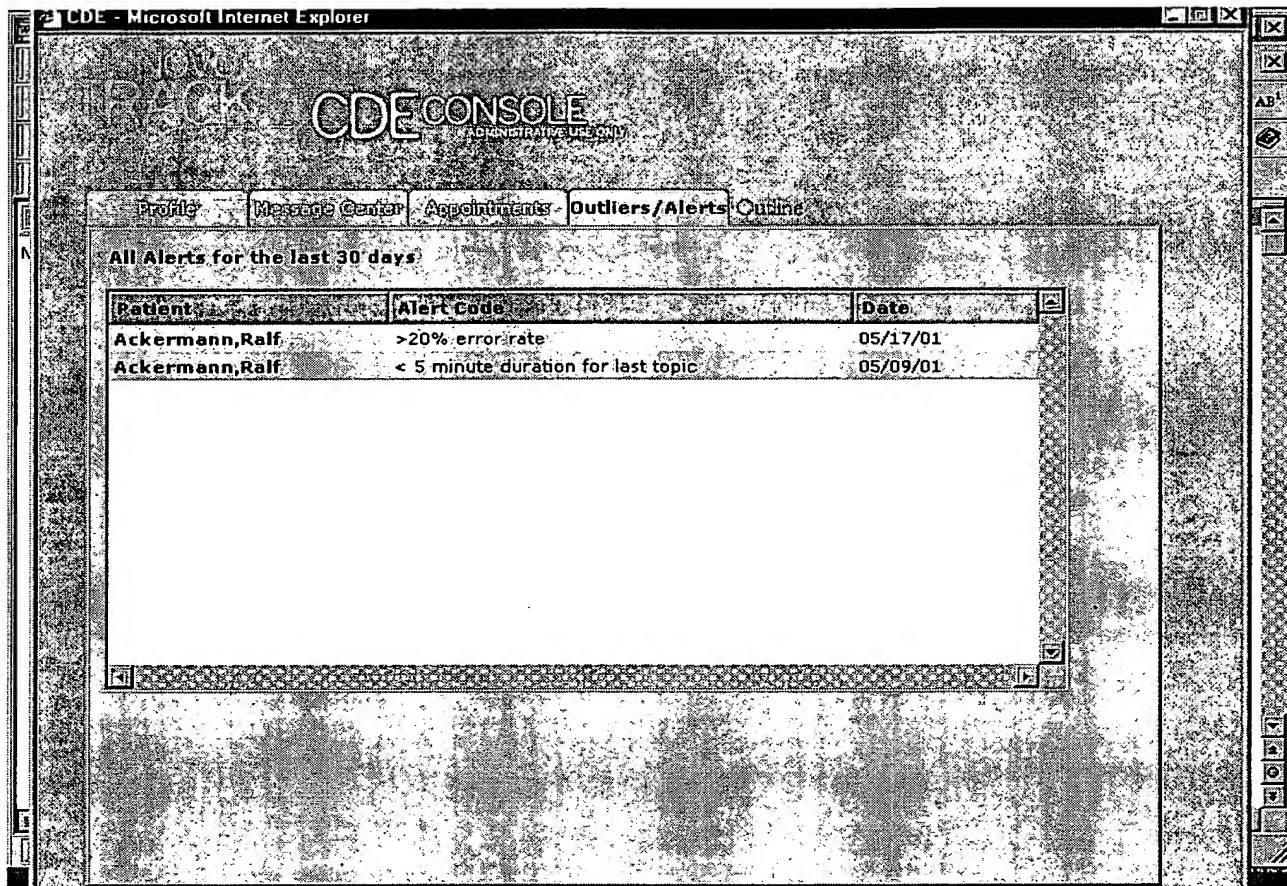 CDE - Microsoft Internet Explorer
TRACK
CDE CONSOLE
ADMINISTRATIVE USE ONLY
Profile Message Center Appointments Outliers/Alerts Outline
All Alerts for the last 30 days
Patient Alert Code Date
Ackermann,Ralf >20% error rate 05/17/01
Ackermann,Ralf < 5 minute duration for last topic 05/09/01